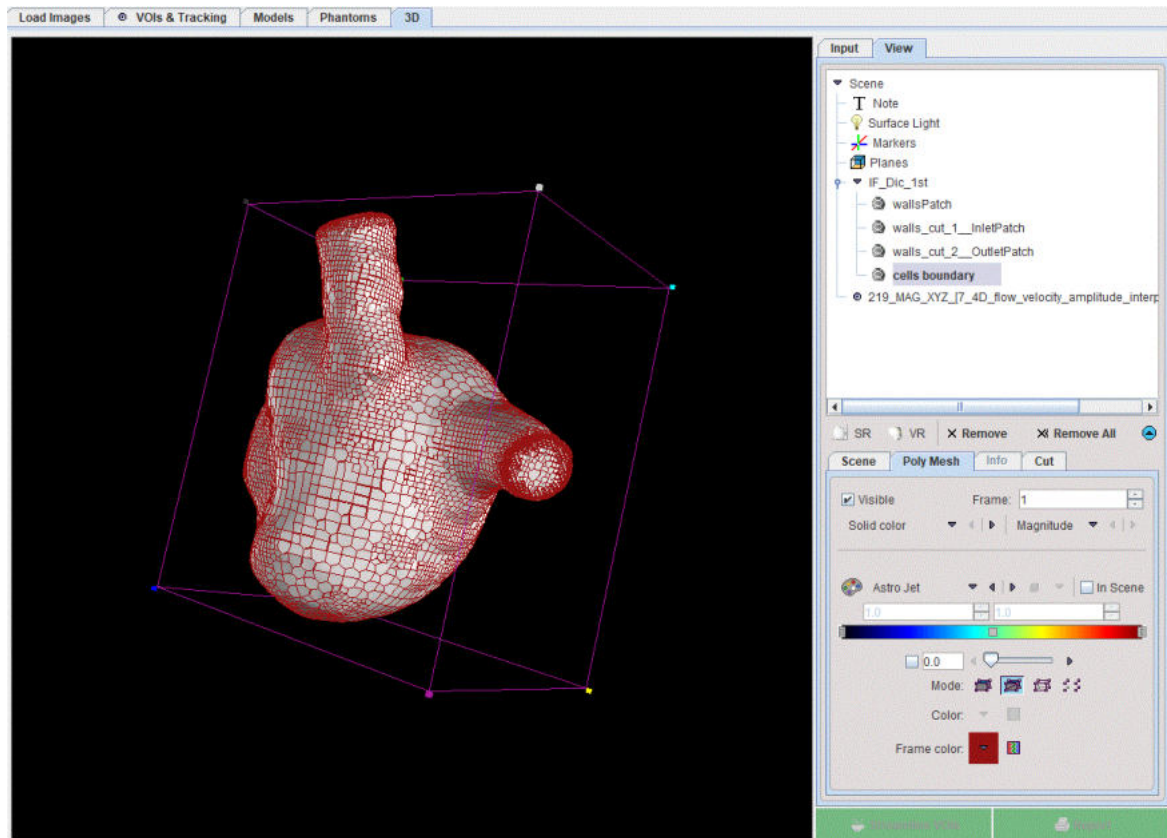 Load Images VOIs & Tracking Models Phantoms 3D
Input View
Scene
Note
Surface Light
Markers
Planes
IF_Dic_1st
wallsPatch
walls_cut_1__InletPatch
walls_cut_2__OutletPatch
cells boundary
219_MAG_XYZ_[7_4D_flow_velocity_amplitude_interp
SR VR Remove Remove All
Scene Poly Mesh Info Cut
Visible Frame: 1
Solid color Magnitude
Astro Jet In Scene
1.0 1.0
0.0
Mode:
Color:
Frame color: